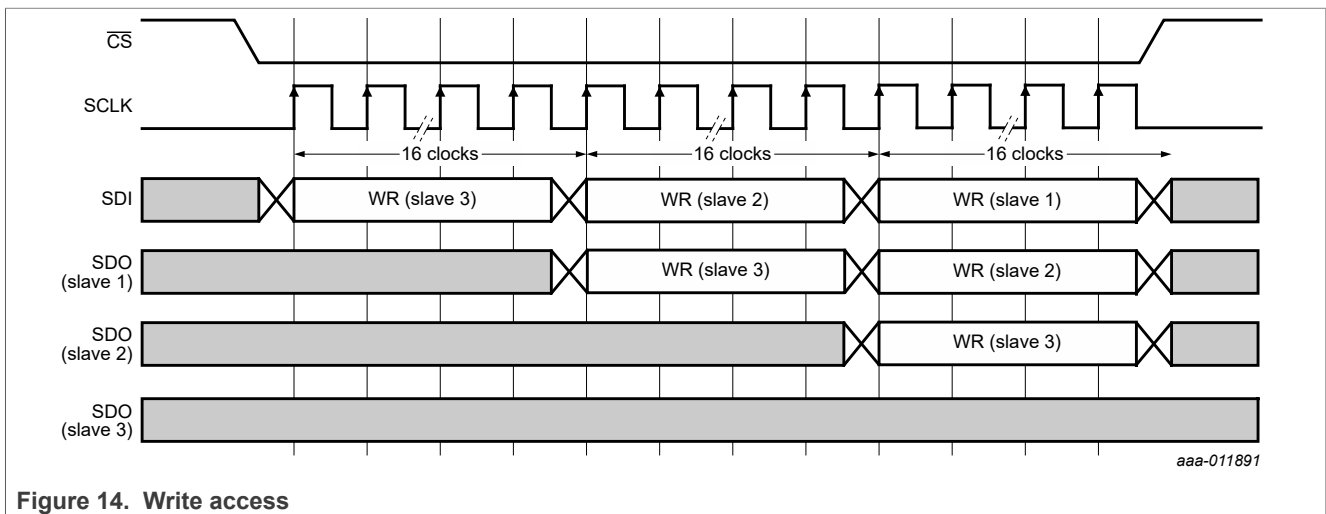 CS
SCLK
16 clocks 16 clocks 16 clocks
SDI WR (slave 3) WR (slave 2) WR (slave 1)
SDO
(slave 1) WR (slave 3) WR (slave 2)
SDO
(slave 2) WR (slave 3)
SDO
(slave 3)
aaa-011891
Figure 14. Write access